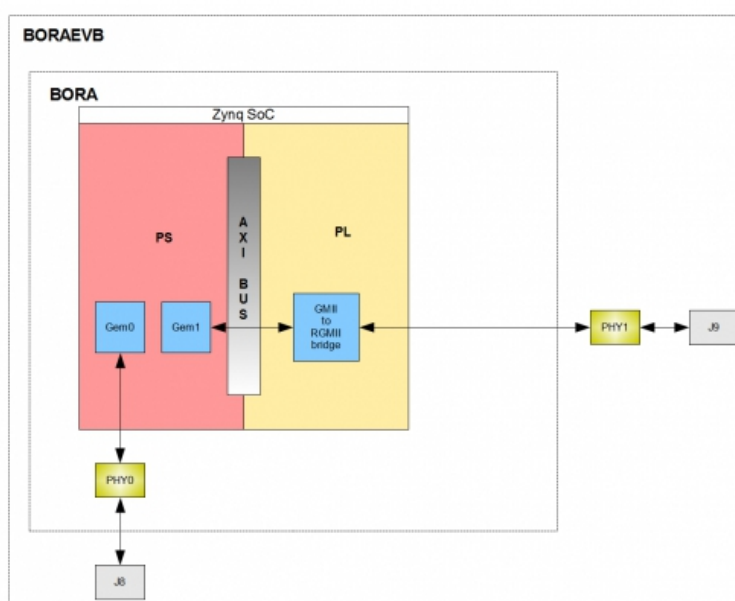 BORAEVB
BORA
Zynq SoC
A
X
I
B
U
S
PS
PL
Gem0
Gem1
GMII
to
RGMII
bridge
PHY1
J9
PHY0
J8